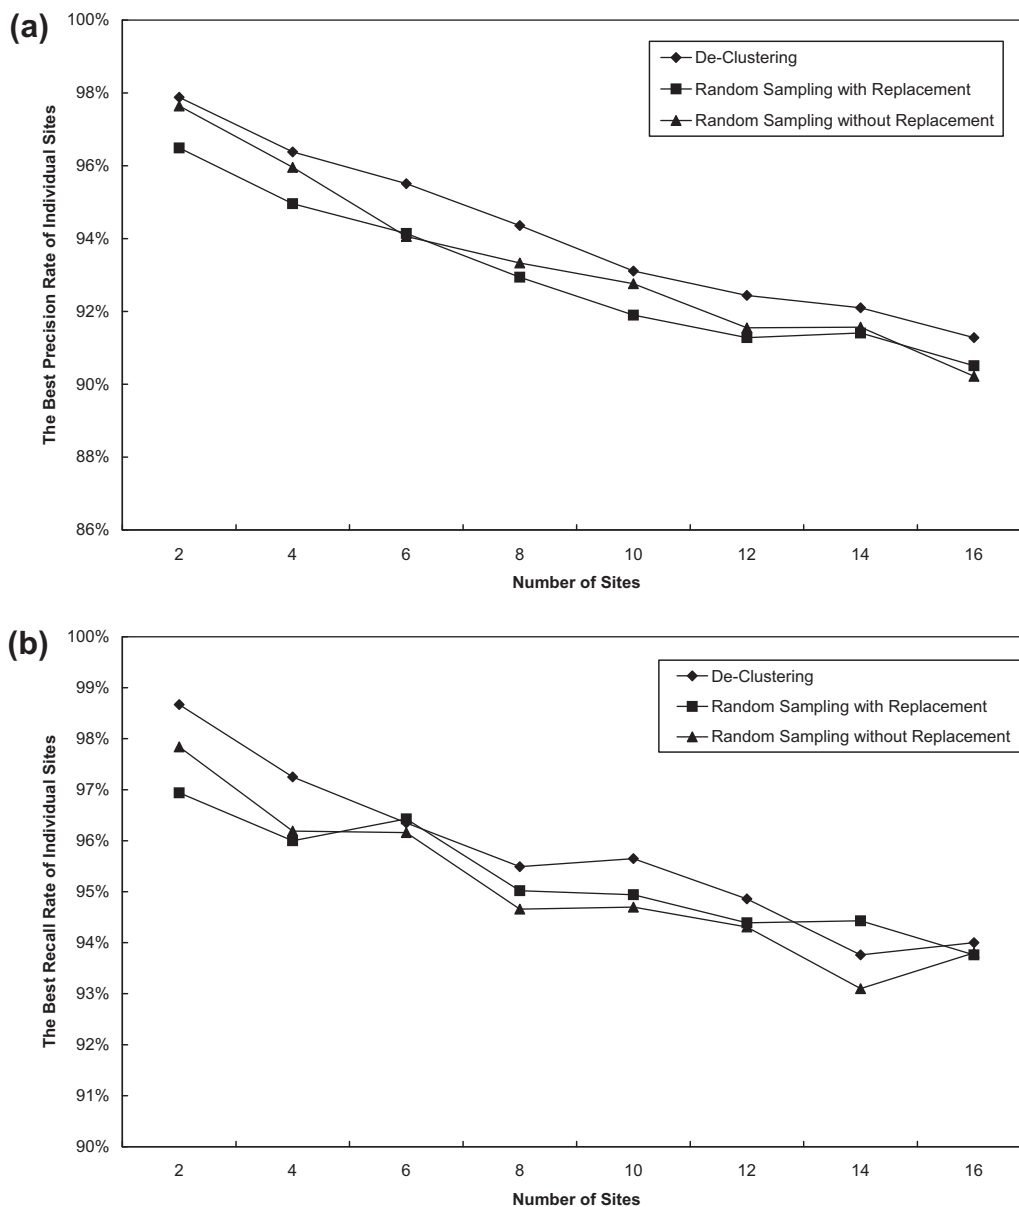 (a)
The Best Precision Rate of Individual Sites
100%
98%
96%
94%
92%
90%
88%
86%
De-Clustering
Random Sampling with Replacement
Random Sampling without Replacement
2 4 6 8 10 12 14 16
Number of Sites
(b)
The Best Recall Rate of Individual Sites
100%
99%
98%
97%
96%
95%
94%
93%
92%
91%
90%
De-Clustering
Random Sampling with Replacement
Random Sampling without Replacement
2 4 6 8 10 12 14 16
Number of Sites